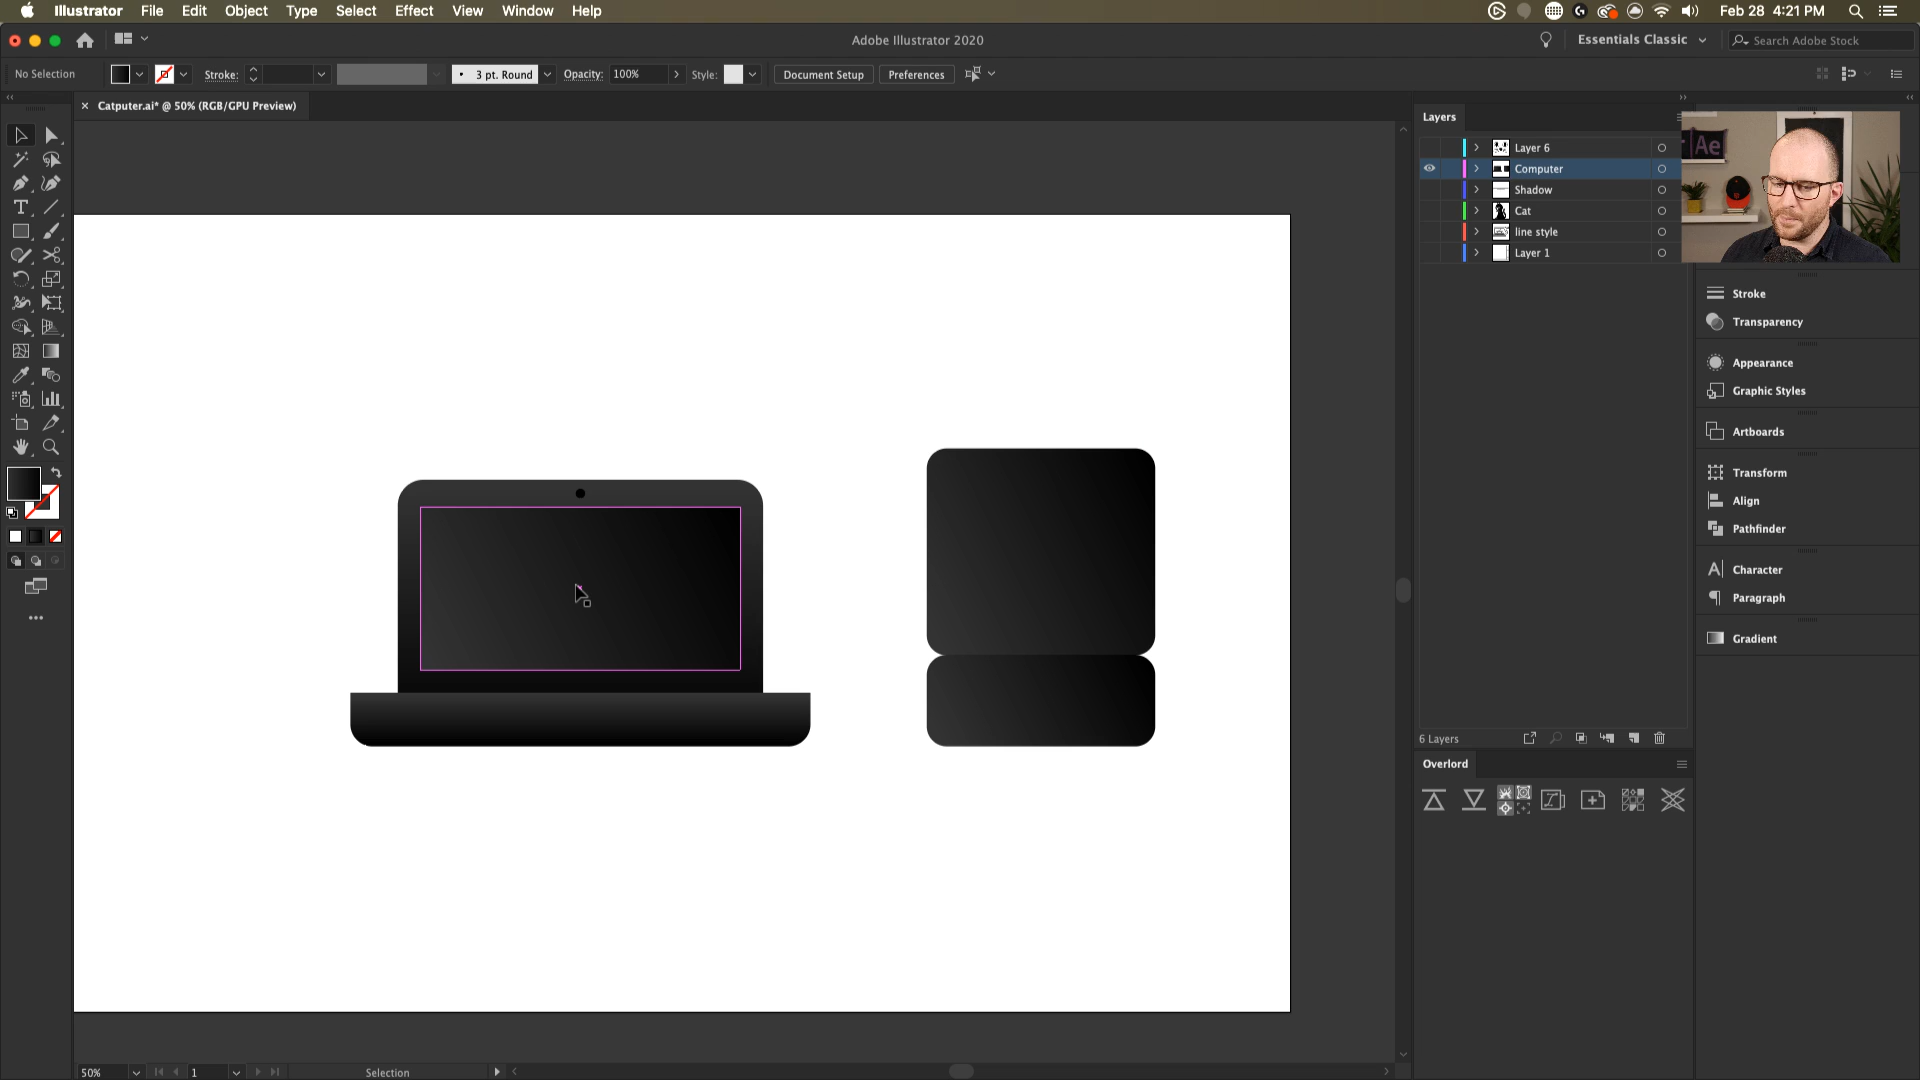 Illustrator File Edit Object Type Select Effect View Window Help
Feb 28 4:21 PM
Adobe Illustrator 2020
Essentials Classic
Search Adobe Stock
No Selection
Stroke:
3 pt. Round
Opacity: 100%
Style:
Document Setup
Preferences
Catputer.ai* @ 50% (RGB/GPU Preview)
Layers
Layer 6
Computer
Shadow
Cat
line style
Layer 1
Ae
Stroke
Transparency
Appearance
Graphic Styles
Artboards
Transform
Align
Pathfinder
Character
Paragraph
Gradient
6 Layers
Overlord
50%
1
Selection